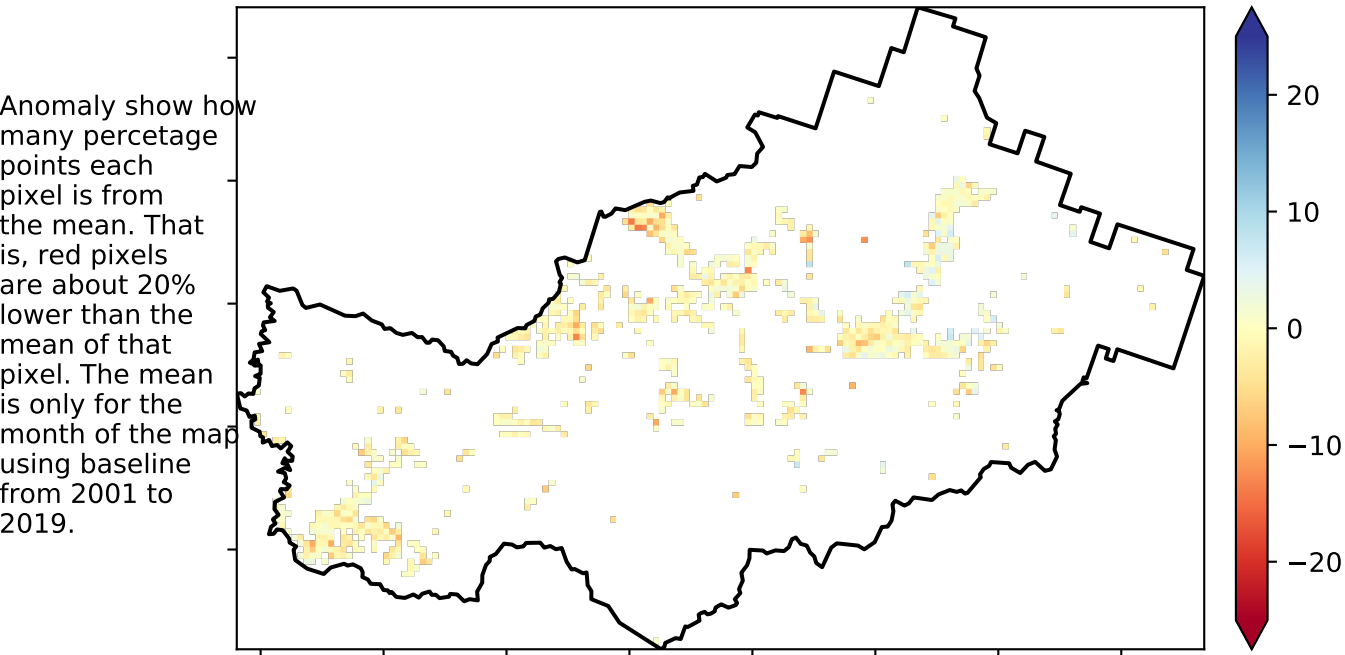 Anomaly show how
many percetage
points each
pixel is from
the mean. That
is, red pixels
are about 20%
lower than the
mean of that
pixel. The mean
is only for the
month of the map
using baseline
from 2001 to
2019.
20
10
0
−10
−20